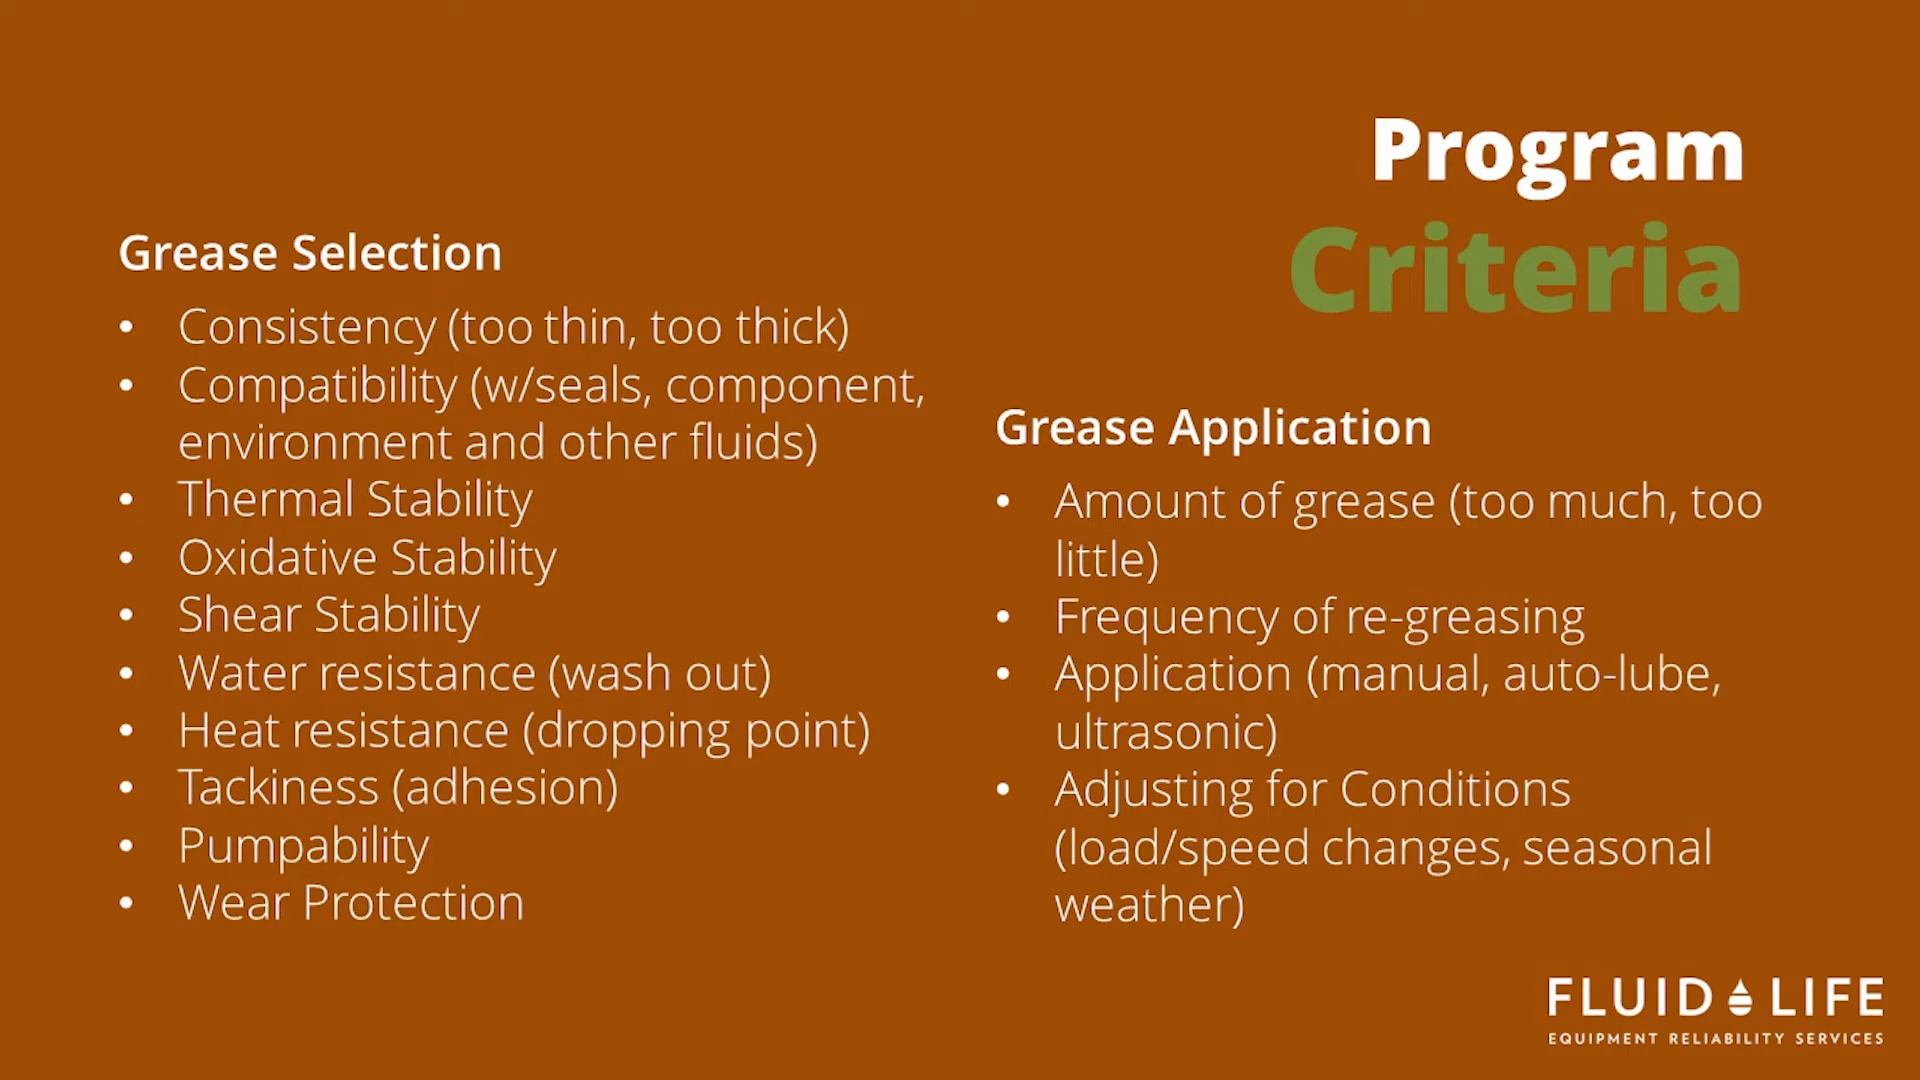 Program
Criteria
Grease Selection
• Consistency (too thin, too thick)
• Compatibility (w/seals, component,
environment and other fluids)
• Thermal Stability
• Oxidative Stability
• Shear Stability
• Water resistance (wash out)
• Heat resistance (dropping point)
• Tackiness (adhesion)
• Pumpability
• Wear Protection
Grease Application
• Amount of grease (too much, too
little)
• Frequency of re-greasing
• Application (manual, auto-lube,
ultrasonic)
• Adjusting for Conditions
(load/speed changes, seasonal
weather)
FLUID LIFE
EQUIPMENT RELIABILITY SERVICES